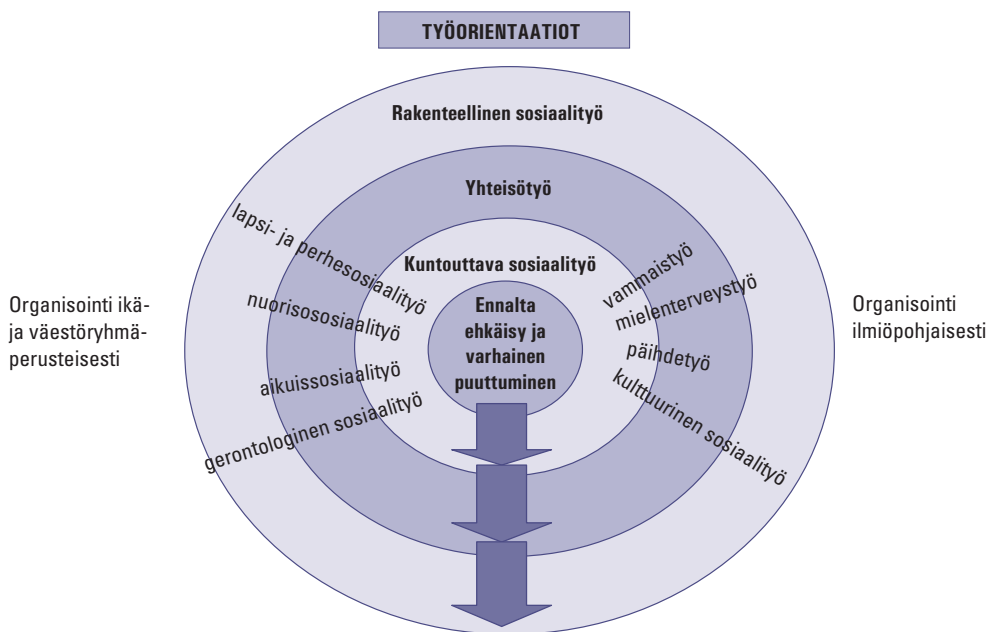 TYÖORIENTAATIOT
Rakenteellinen sosiaalityö
Yhteisötyö
Kuntouttava sosiaalityö
Ennalta
ehkäisy ja
varhainen
puuttuminen
Organisointi ikä-
ja väestöryhmä-
perusteisesti
lapsi- ja perhesosiaalityö
nuorisososiaalityö
aikuissosiaalityö
gerontologinen sosiaalityö
vammaistyö
mielenterveystyö
päihdetyö
kulttuurinen sosiaalityö
Organisointi
ilmiöpohjaisesti